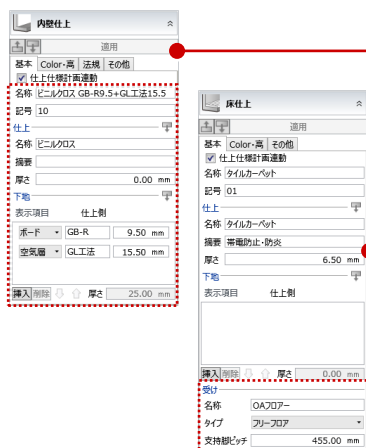 内壁仕上
適用
基本 Color・高 法規 その他
仕上仕様計画連動
名称 ビニルクロス GB-R9.5+GL工法15.5
記号 10
仕上
名称 ビニルクロス
摘要
厚さ 0.00 mm
下地
表示項目 仕上側
ボード GB-R 9.50 mm
空気層 GL工法 15.50 mm
挿入 削除 厚さ 25.00 mm
床仕上
適用
基本 Color・高 その他
仕上仕様計画連動
名称 タイルカーペット
記号 01
仕上
名称 タイルカーペット
摘要 帯電防止・防炎
厚さ 6.50 mm
下地
表示項目 仕上側
挿入 削除 厚さ 0.00 mm
受け
名称 OAフロアー
タイプ フリーフロア
支持脚ピッチ 455.00 mm